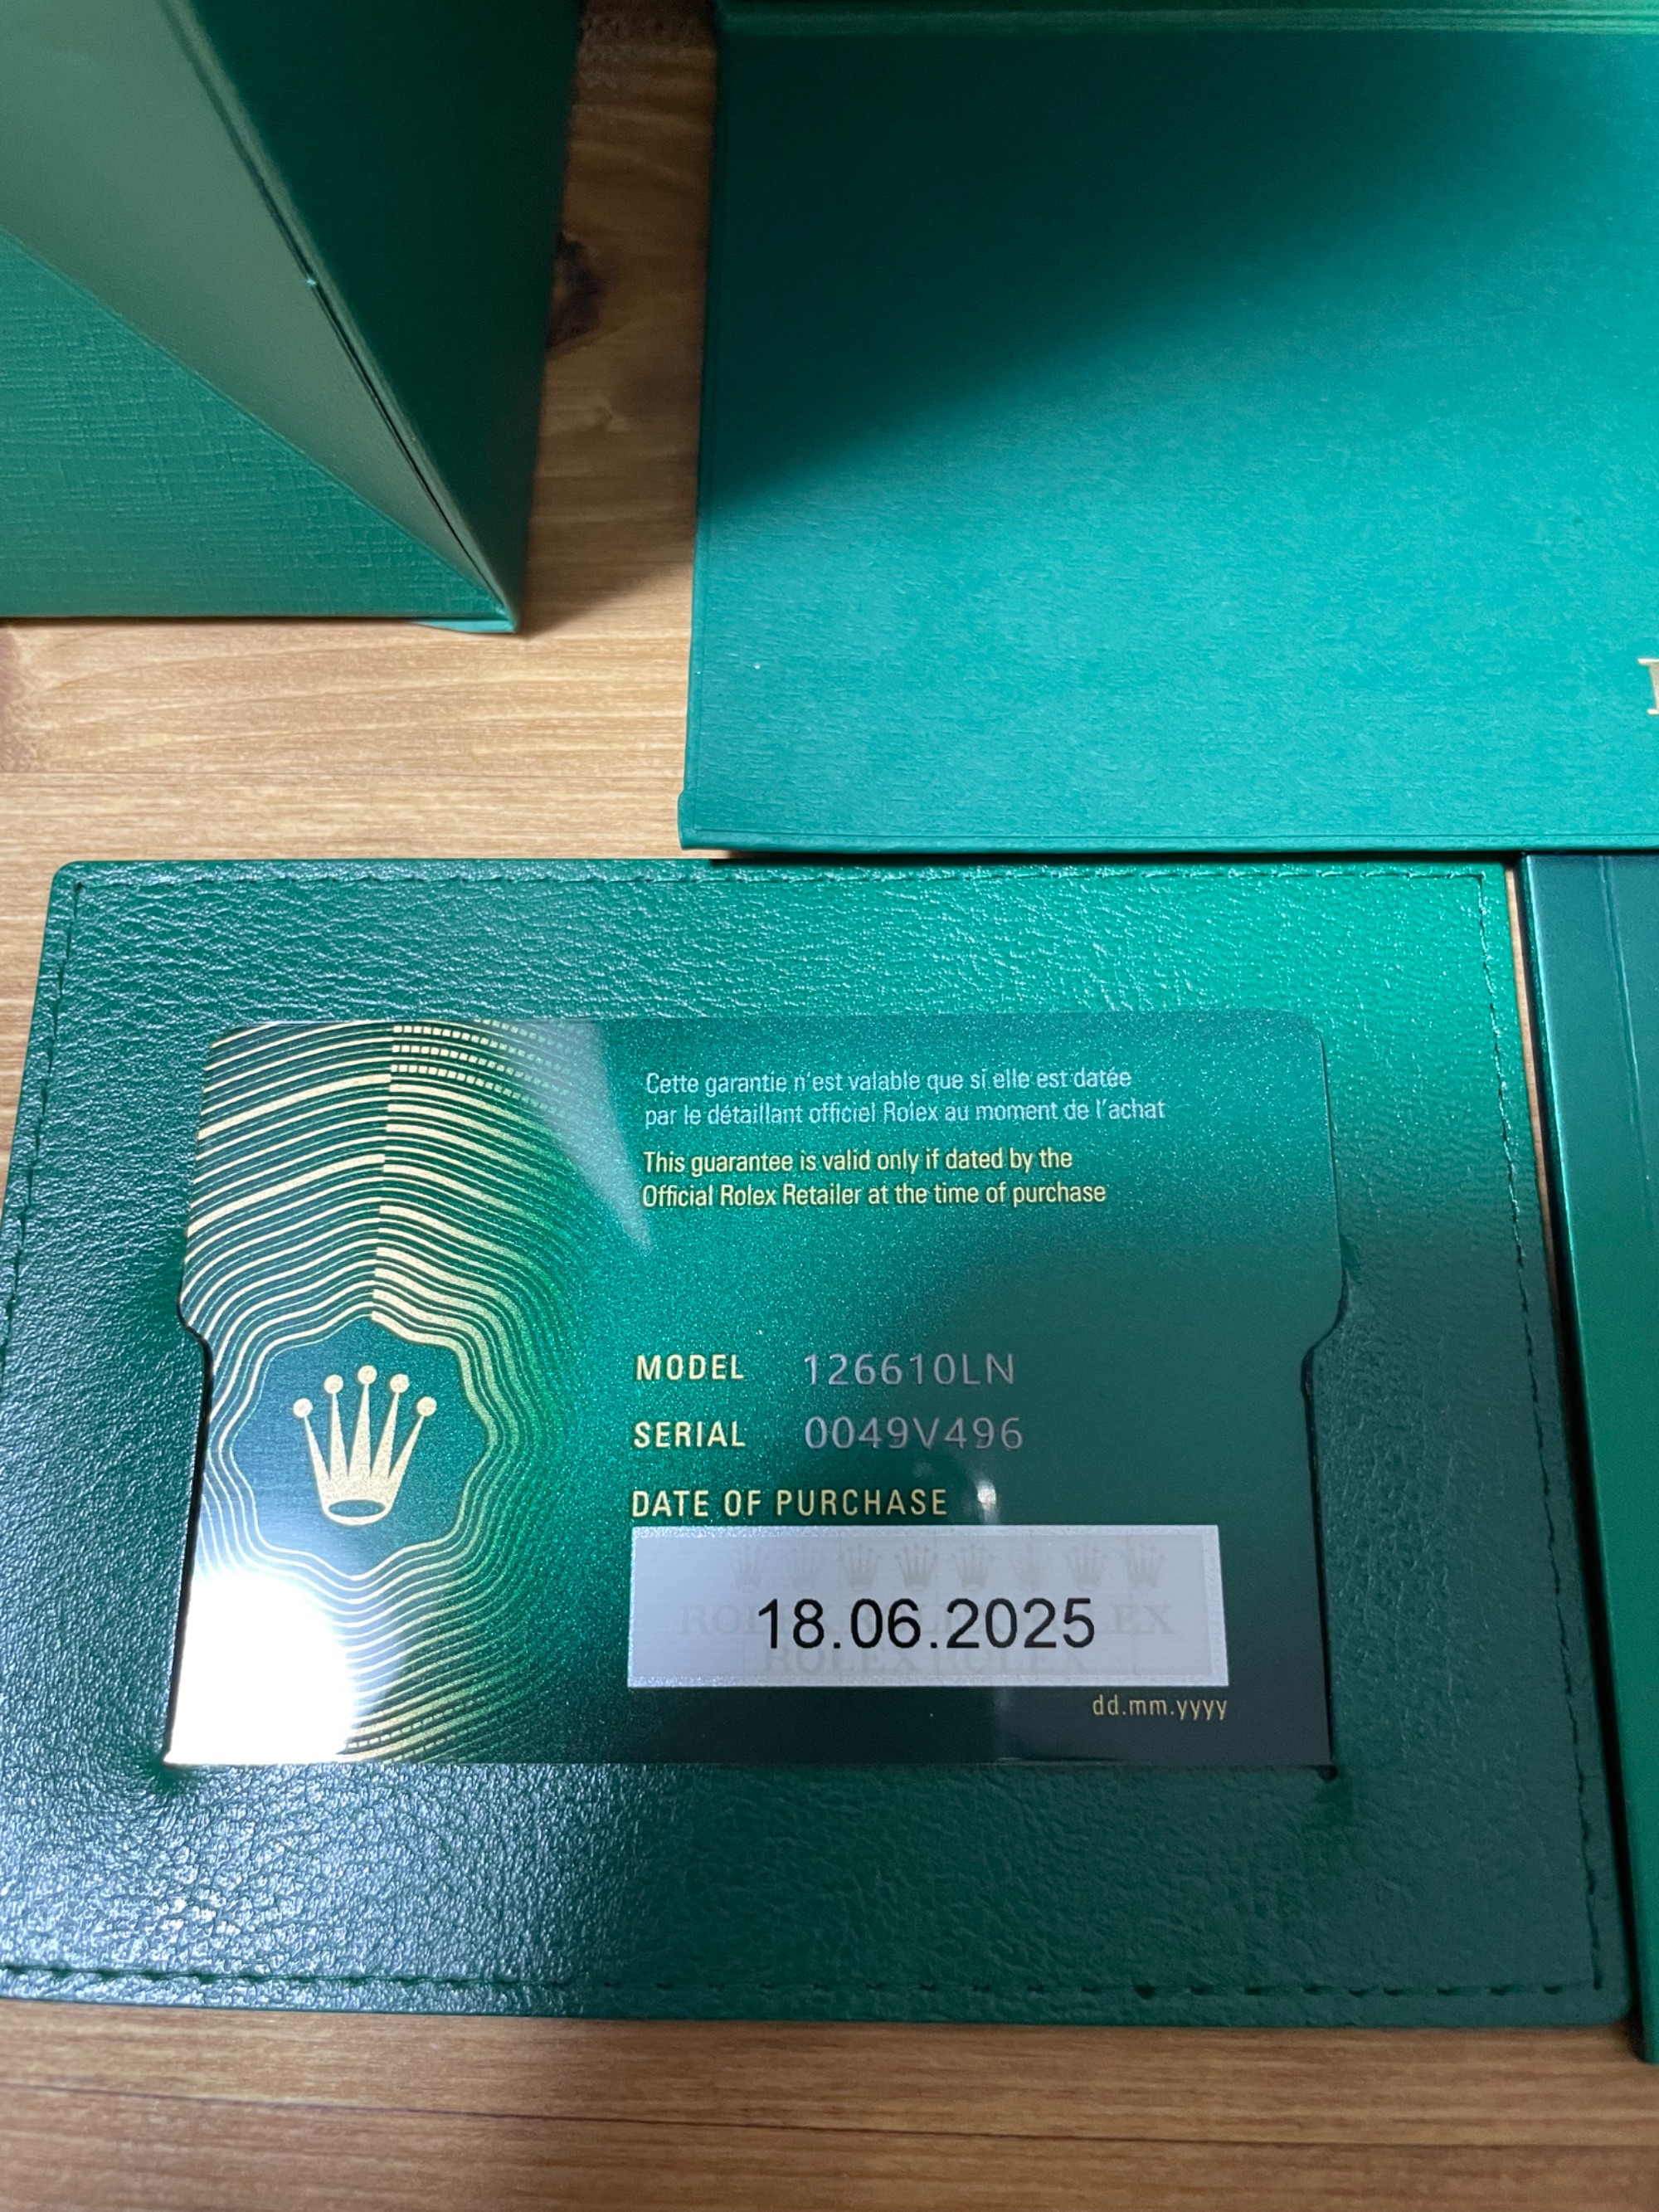 Cette garantie n'est valable que si elle est datée
par le détaillant officiel Rolex au moment de l'achat
This guarantee is valid only if dated by the
Official Rolex Retailer at the time of purchase
MODEL 126610LN
SERIAL 0049V496
DATE OF PURCHASE
18.06.2025
dd.mm.yyyy